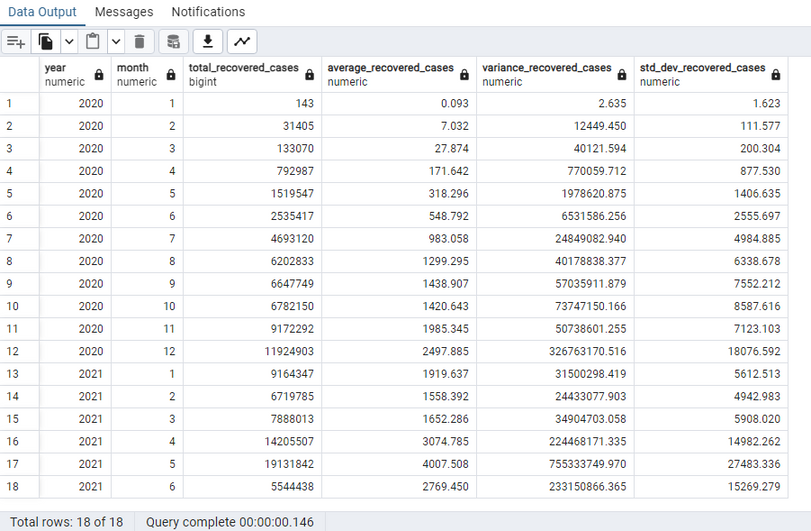 Data Output Messages Notifications
year month total_recovered_cases average_recovered_cases variance_recovered_cases std_dev_recovered_cases
numeric numeric bigint numeric numeric numeric
1 2020 1 143 0.093 2.635 1.623
2 2020 2 31405 7.032 12449.450 111.577
3 2020 3 133070 27.874 40121.594 200.304
4 2020 4 792987 171.642 770059.712 877.530
5 2020 5 1519547 318.296 1978620.875 1406.635
6 2020 6 2535417 548.792 6531586.256 2555.697
7 2020 7 4693120 983.058 24849082.940 4984.885
8 2020 8 6202833 1299.295 40178838.377 6338.678
9 2020 9 6647749 1438.907 57035911.879 7552.212
10 2020 10 6782150 1420.643 73747150.166 8587.616
11 2020 11 9172292 1985.345 50738601.255 7123.103
12 2020 12 11924903 2497.885 326763170.516 18076.592
13 2021 1 9164347 1919.637 31500298.419 5612.513
14 2021 2 6719785 1558.392 24433077.903 4942.983
15 2021 3 7888013 1652.286 34904703.058 5908.020
16 2021 4 14205507 3074.785 224468171.335 14982.262
17 2021 5 19131842 4007.508 755333749.970 27483.336
18 2021 6 5544438 2769.450 233150866.365 15269.279
Total rows: 18 of 18 Query complete 00:00:00.146